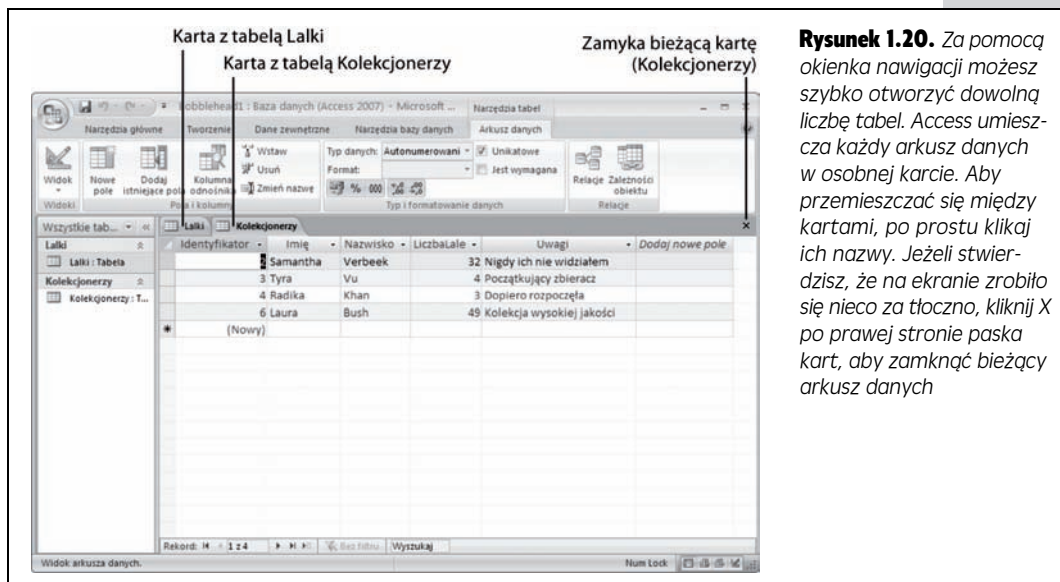 Karta z tabelą Lalki
Karta z tabelą Kolekcjonerzy
Zamyka bieżącą kartę
(Kolekcjonerzy)
Baza danych (Access 2007) - Microsoft ...
Narzędzia tabel
Narzędzia główne Tworzenie Dane zewnętrzne Narzędzia bazy danych Arkusz danych
Widok
Nowe pole
Dodaj istniejące pola
Kolumna odnośnika
Wstaw
Usuń
Zmień nazwę
Typ danych: Autonumerowani
Format:
% 000
Unikatowe
Jest wymagana
Relacje
Zależności obiektu
Widoki
Pola i kolumny
Typ i formatowanie danych
Relacje
Wszystkie tab... «
Lalki
Lalki : Tabela
Kolekcjonerzy
Kolekcjonerzy : T...
Lalki Kolekcjonerzy x
Identyfikator Imię Nazwisko LiczbaLale Uwagi Dodaj nowe pole
2 Samantha Verbeek 32 Nigdy ich nie widziałem
3 Tyra Vu 4 Początkujący zbieracz
4 Radika Khan 3 Dopiero rozpoczęła
6 Laura Bush 49 Kolekcja wysokiej jakości
* (Nowy)
Rekord: 1 z 4 Bez filtru Wyszukaj
Widok arkusza danych. Num Lock
Rysunek 1.20. Za pomocą
okienka nawigacji możesz
szybko otworzyć dowolną
liczbę tabel. Access umiesz-
cza każdy arkusz danych
w osobnej karcie. Aby
przemieszczać się między
kartami, po prostu klikaj
ich nazwy. Jeżeli stwier-
dzisz, że na ekranie zrobiło
się nieco za tłoczno, kliknij X
po prawej stronie paska
kart, aby zamknąć bieżący
arkusz danych